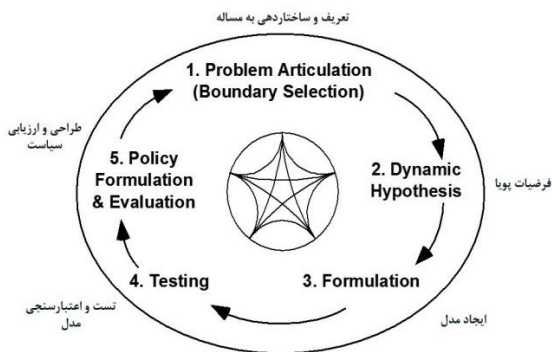 تعریف و ساختاردهی به مساله
1. Problem Articulation
(Boundary Selection)
طراحی و ارزیابی
سیاست
5. Policy
Formulation
& Evaluation
2. Dynamic
Hypothesis
فرضیات پویا
4. Testing
3. Formulation
تست و اعتبارسنجی
مدل
ایجاد مدل